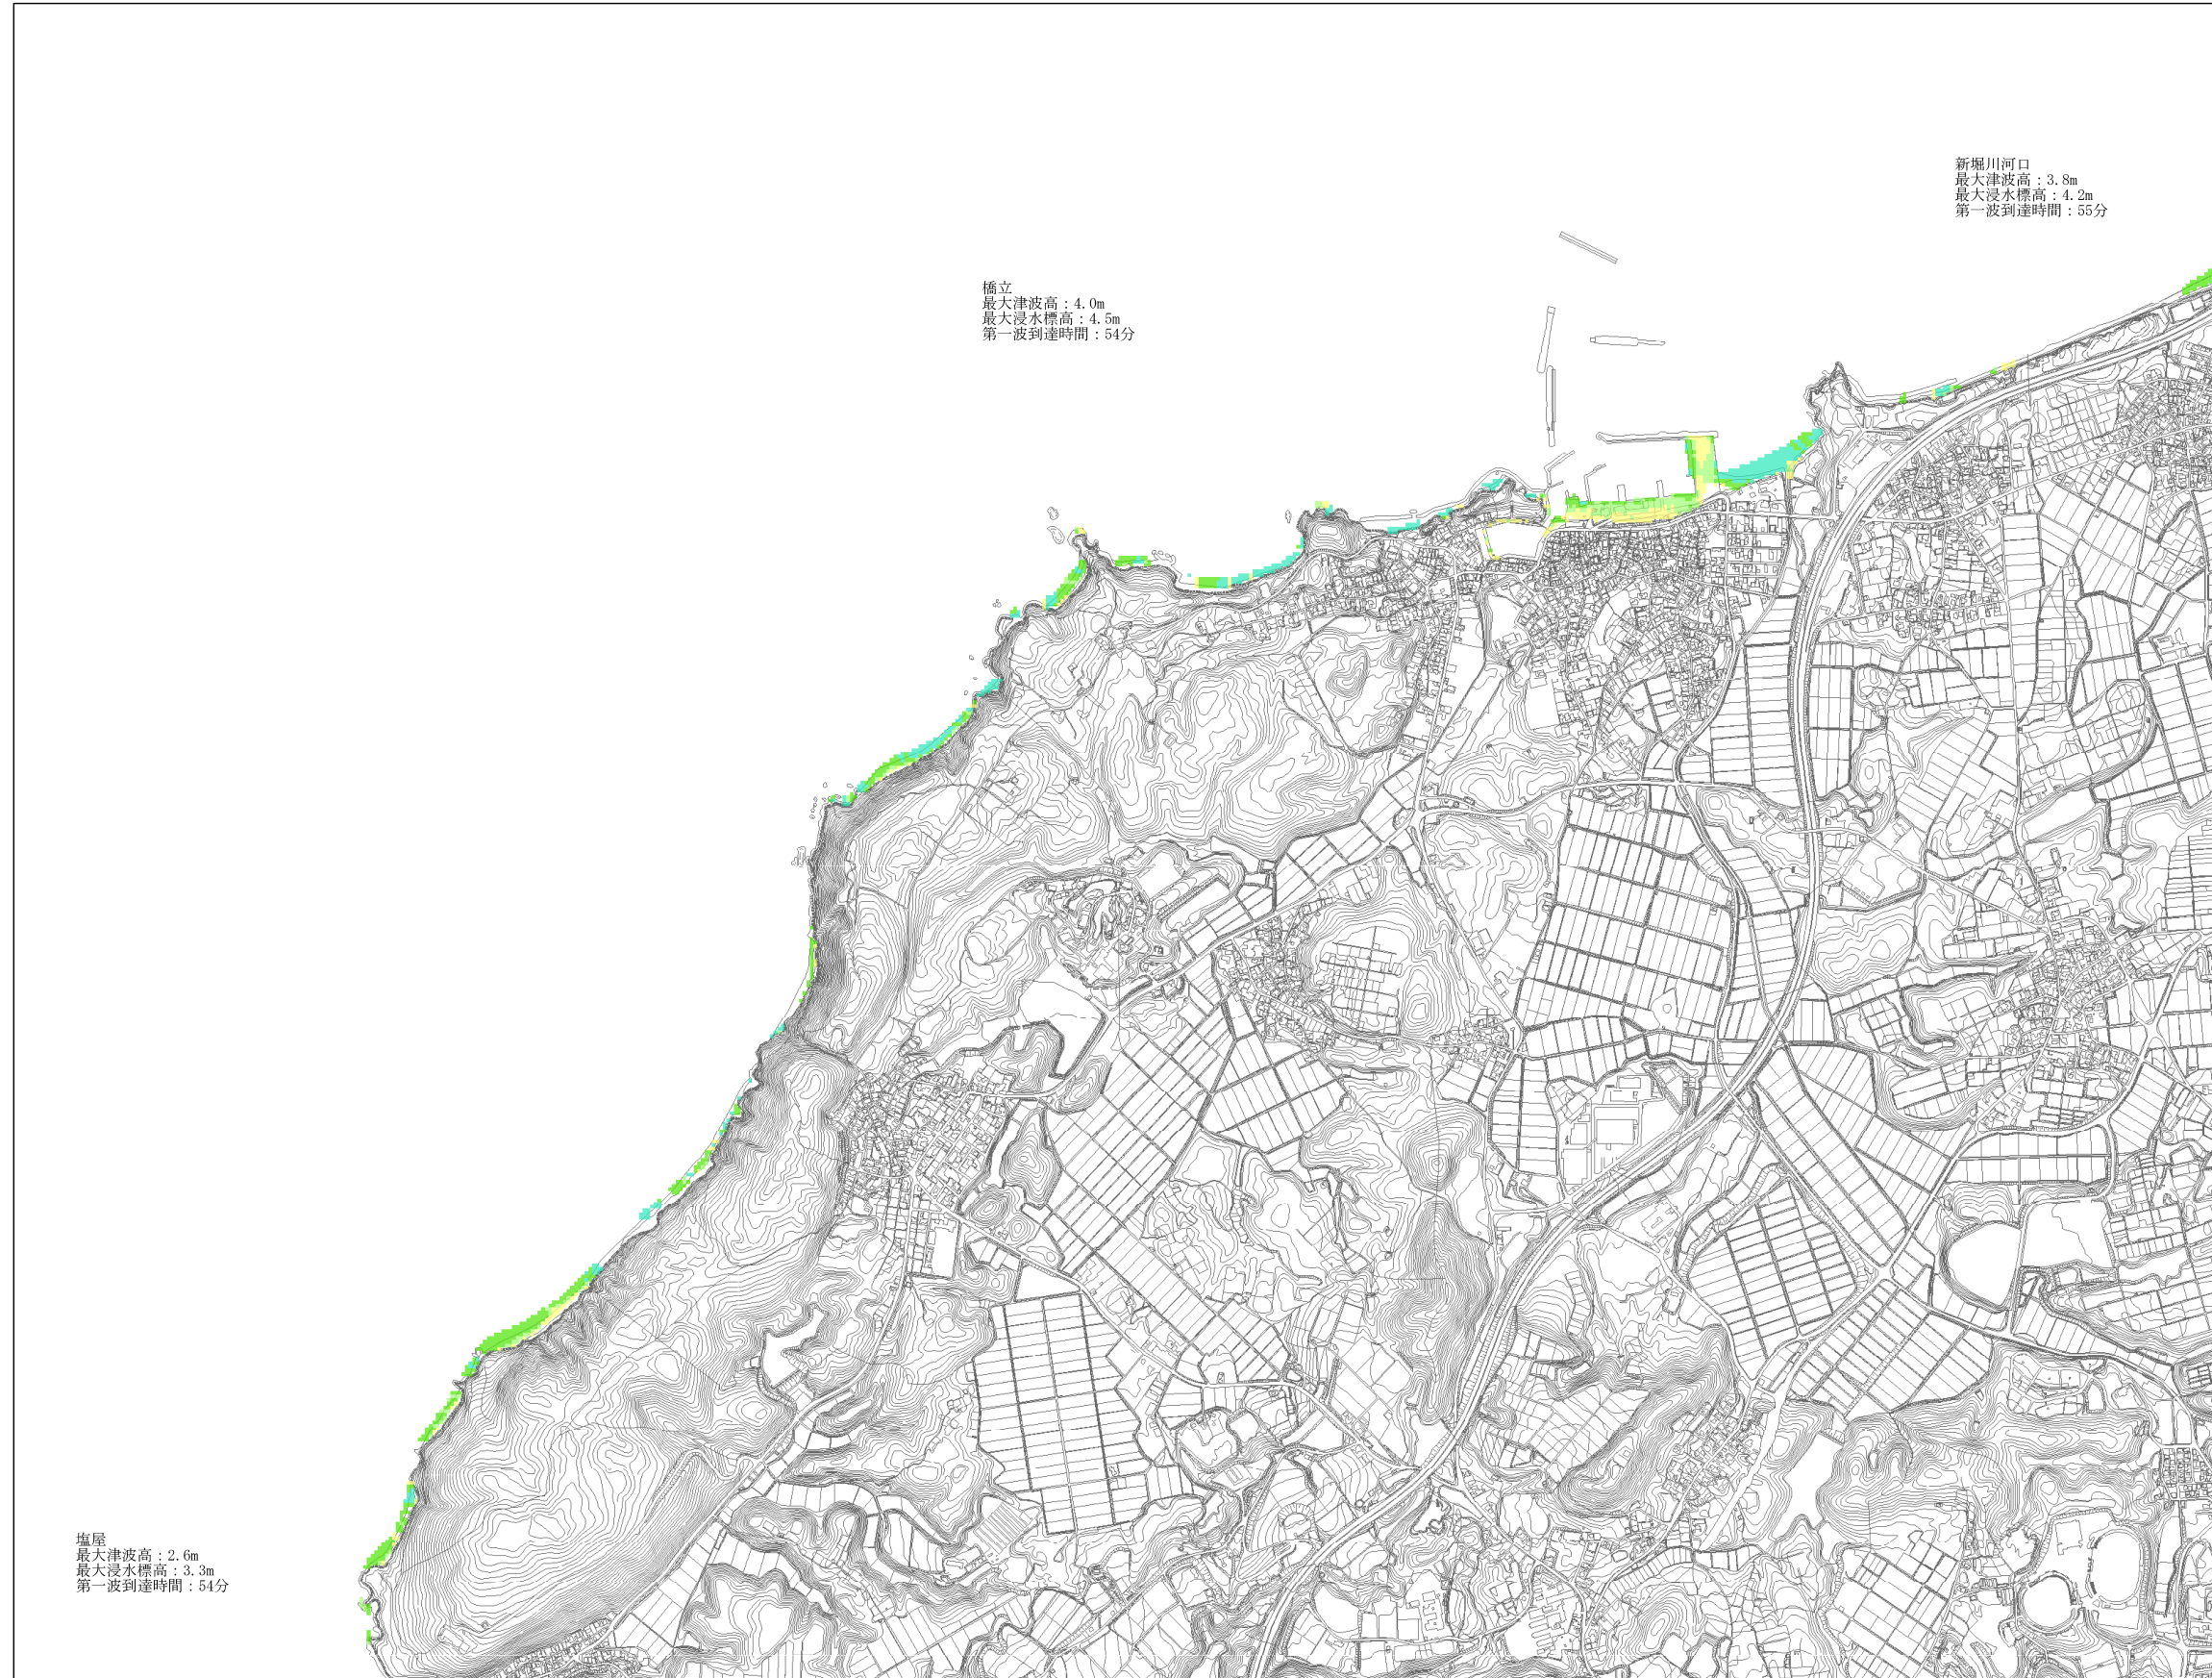 新堀川河口
最大津波高：3.8m
最大浸水標高：4.2m
第一波到達時間：55分
橋立
最大津波高：4.0m
最大浸水標高：4.5m
第一波到達時間：54分
塩屋
最大津波高：2.6m
最大浸水標高：3.3m
第一波到達時間：54分